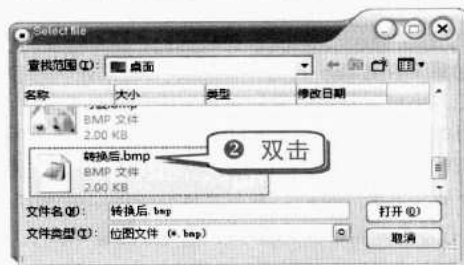 Select file
查找范围(I): 桌面
名称 大小 类型 修改日期
BMP 文件
2.00 KB
转换后.bmp
BMP 文件
2.00 KB
❷ 双击
文件名(N): 转换后.bmp 打开(O)
文件类型(T): 位图文件 (*.bmp) 取消